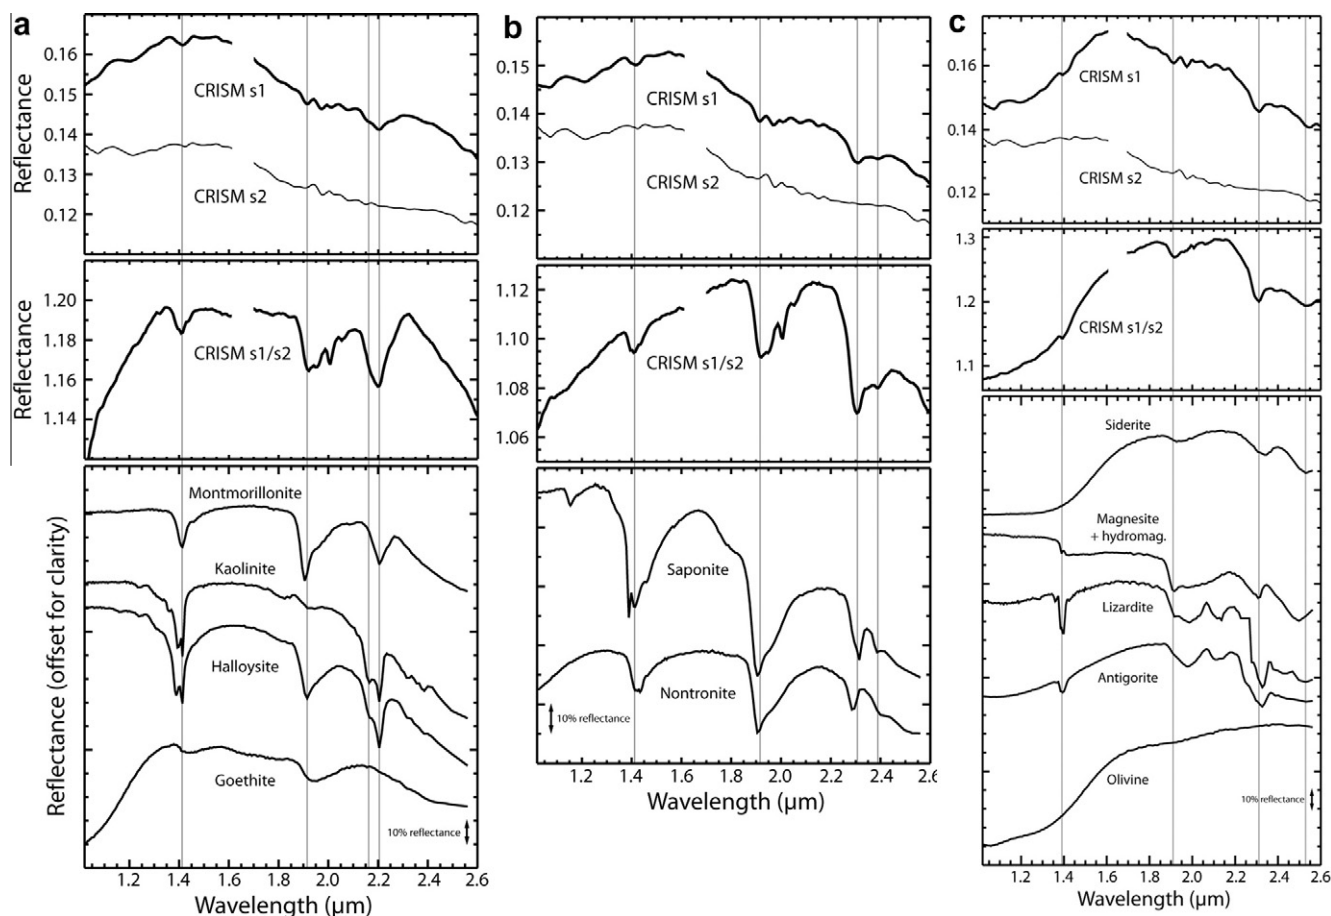 a
Reflectance
0.16
0.15
0.14
0.13
0.12
CRISM s1
CRISM s2
Reflectance
1.20
1.18
1.16
1.14
CRISM s1/s2
Reflectance (offset for clarity)
Montmorillonite
Kaolinite
Halloysite
Goethite
10% reflectance
1.2 1.4 1.6 1.8 2.0 2.2 2.4 2.6
Wavelength (μm)
b
0.15
0.14
0.13
0.12
CRISM s1
CRISM s2
1.12
1.10
1.08
1.06
CRISM s1/s2
Saponite
Nontronite
10% reflectance
1.2 1.4 1.6 1.8 2.0 2.2 2.4 2.6
Wavelength (μm)
c
0.16
0.14
0.12
CRISM s1
CRISM s2
1.3
1.2
1.1
CRISM s1/s2
Siderite
Magnesite
+ hydromag.
Lizardite
Antigorite
Olivine
10% reflectance
1.2 1.4 1.6 1.8 2.0 2.2 2.4 2.6
Wavelength (μm)